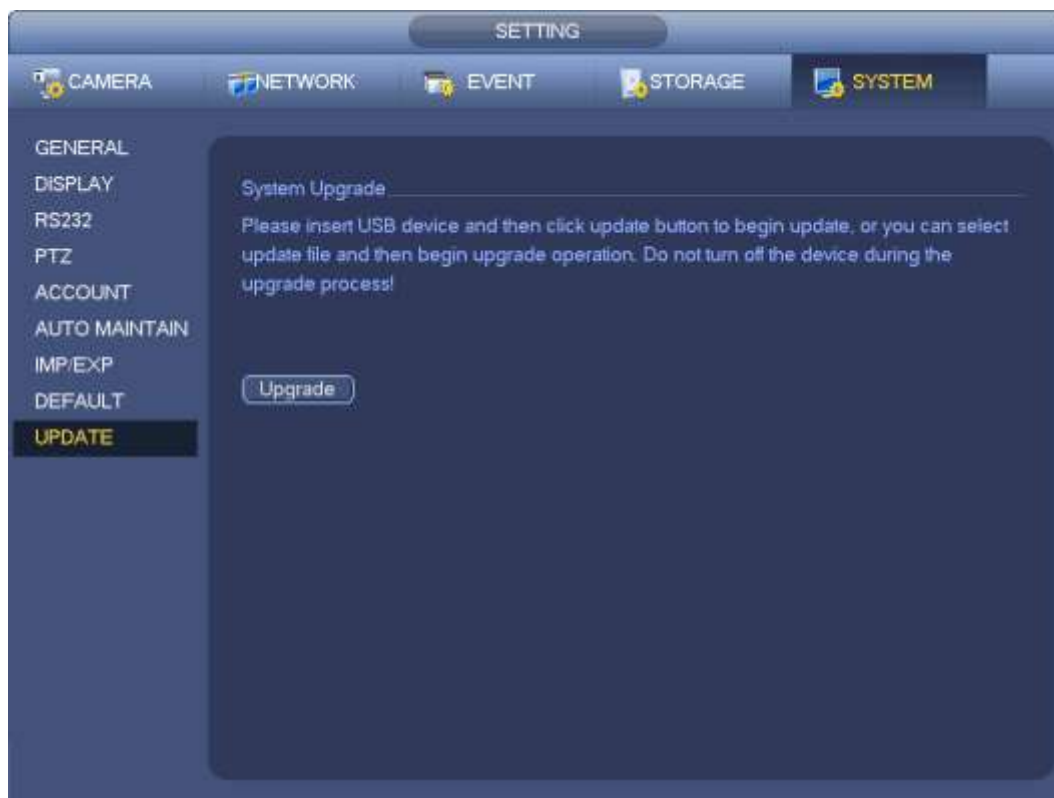 SETTING
CAMERA NETWORK EVENT STORAGE SYSTEM
GENERAL
DISPLAY
RS232
PTZ
ACCOUNT
AUTO MAINTAIN
IMP/EXP
DEFAULT
UPDATE
System Upgrade
Please insert USB device and then click update button to begin update, or you can select
update file and then begin upgrade operation. Do not turn off the device during the
upgrade process!
Upgrade